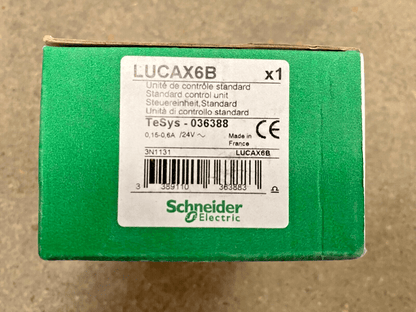 LUCAX6B x1
Unité de contrôle standard
Standard control unit
Steuereinheit,Standard
Unità di controllo standard
TeSys - 036388
0,15-0,6A /24V ~ Made in France CE
3N1131 LUCAX6B
3 389110 363883
Schneider
Electric